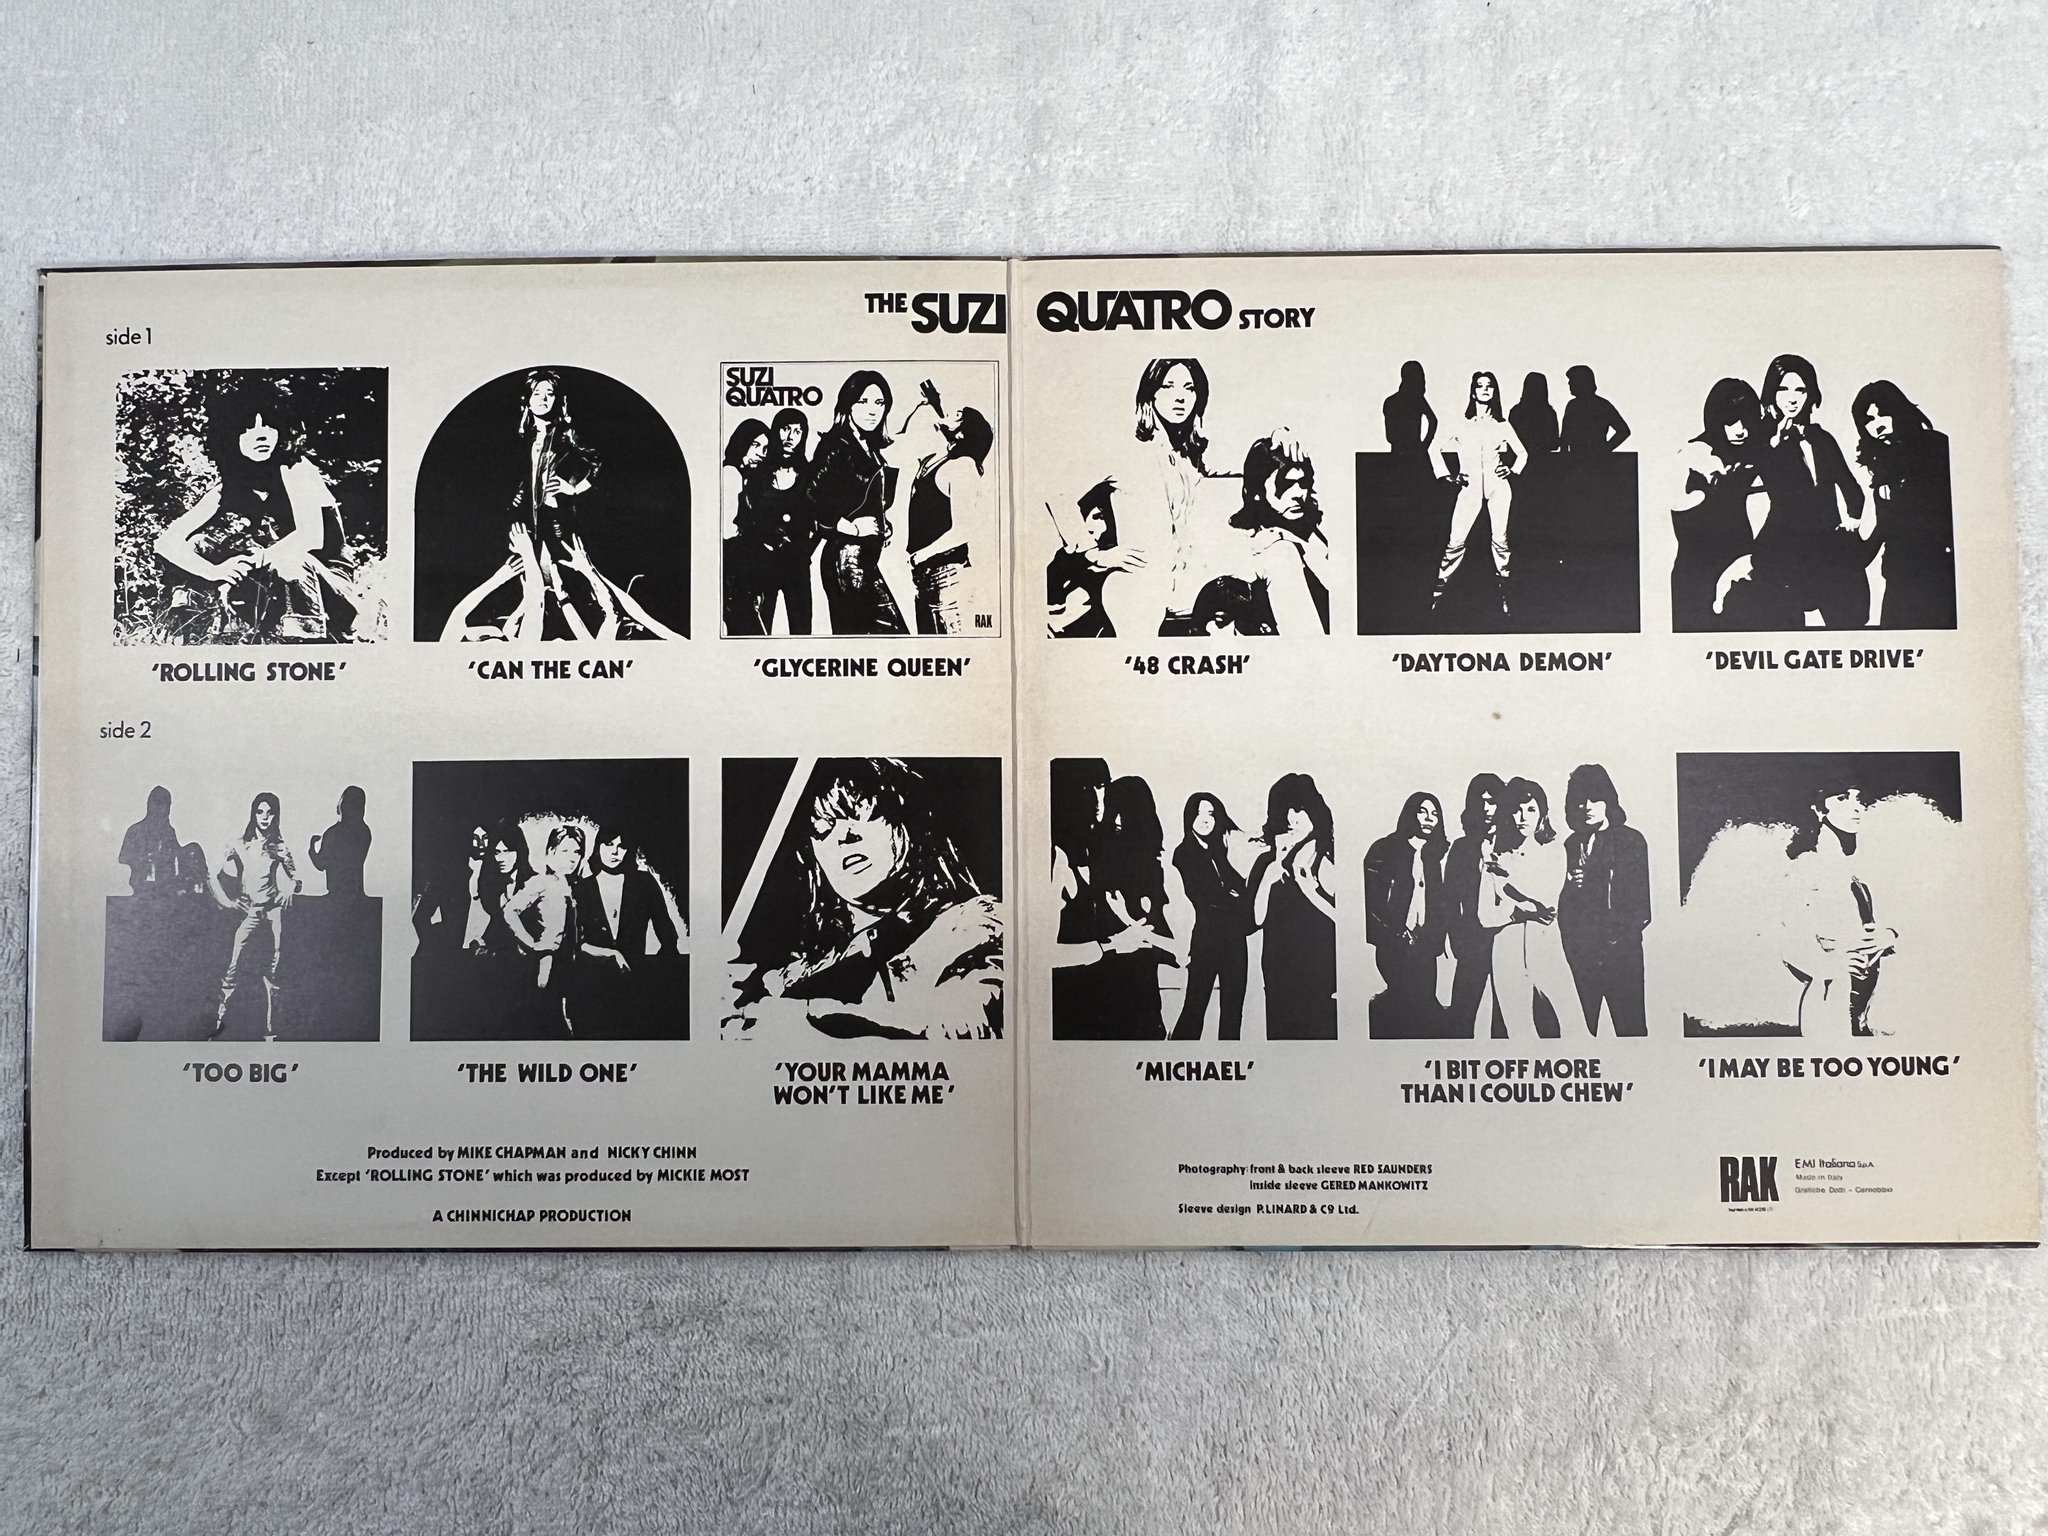 THE SUZI QUATRO STORY
side 1
SUZI
QUATRO
RAK
'ROLLING STONE'
'CAN THE CAN'
'GLYCERINE QUEEN'
'48 CRASH'
'DAYTONA DEMON'
'DEVIL GATE DRIVE'
side 2
'TOO BIG'
'THE WILD ONE'
'YOUR MAMMA
WON'T LIKE ME'
'MICHAEL'
'I BIT OFF MORE
THAN I COULD CHEW'
'I MAY BE TOO YOUNG'
Produced by MIKE CHAPMAN and NICKY CHINN
Except 'ROLLING STONE' which was produced by MICKIE MOST
A CHINNICHAP PRODUCTION
Photography: front & back sleeve RED SAUNDERS
inside sleeve GERED MANKOWITZ
Sleeve design P.LINARD & CO Ltd.
RAK
EMI Italiana S.p.A
Made in Italy